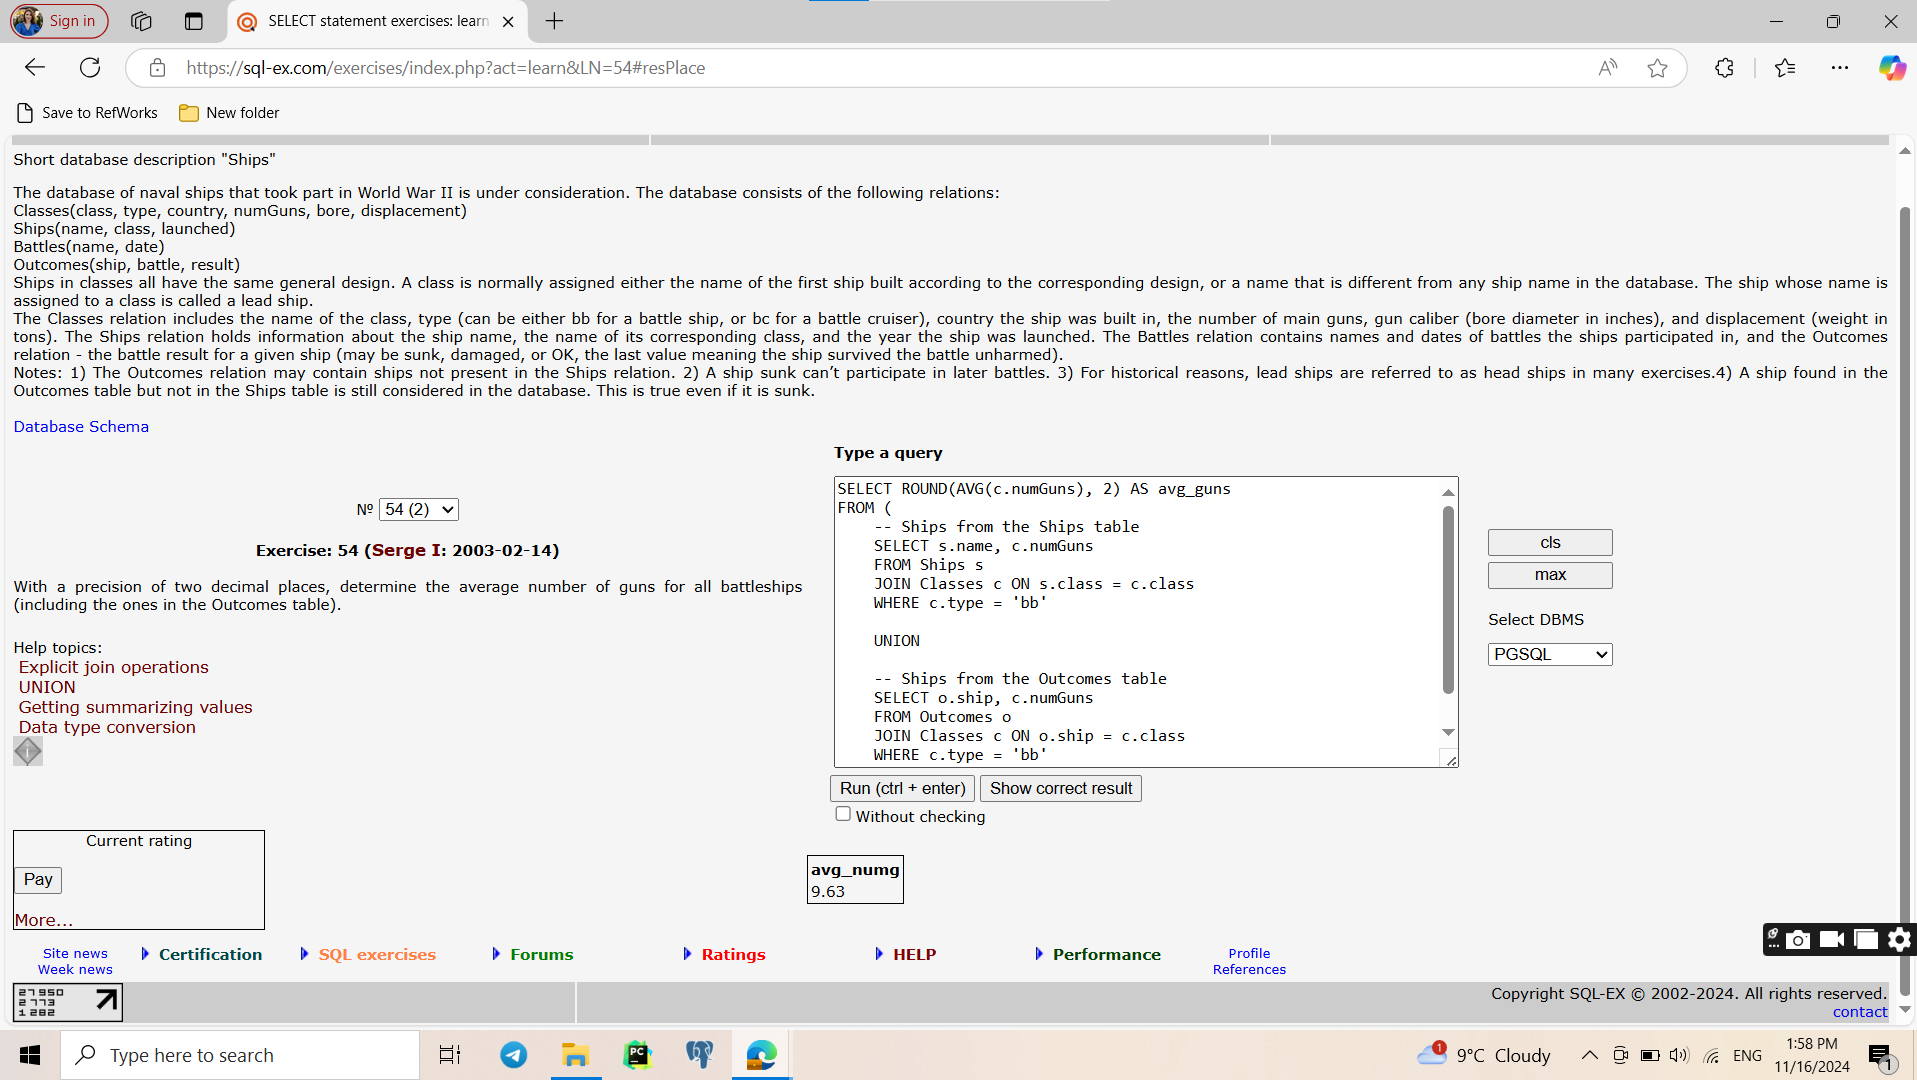 Sign in
SELECT statement exercises: learn
https://sql-ex.com/exercises/index.php?act=learn&LN=54#resPlace
Save to RefWorks
New folder
Short database description "Ships"
The database of naval ships that took part in World War II is under consideration. The database consists of the following relations:
Classes(class, type, country, numGuns, bore, displacement)
Ships(name, class, launched)
Battles(name, date)
Outcomes(ship, battle, result)
Ships in classes all have the same general design. A class is normally assigned either the name of the first ship built according to the corresponding design, or a name that is different from any ship name in the database. The ship whose name is
assigned to a class is called a lead ship.
The Classes relation includes the name of the class, type (can be either bb for a battle ship, or bc for a battle cruiser), country the ship was built in, the number of main guns, gun caliber (bore diameter in inches), and displacement (weight in
tons). The Ships relation holds information about the ship name, the name of its corresponding class, and the year the ship was launched. The Battles relation contains names and dates of battles the ships participated in, and the Outcomes
relation - the battle result for a given ship (may be sunk, damaged, or OK, the last value meaning the ship survived the battle unharmed).
Notes: 1) The Outcomes relation may contain ships not present in the Ships relation. 2) A ship sunk can’t participate in later battles. 3) For historical reasons, lead ships are referred to as head ships in many exercises.4) A ship found in the
Outcomes table but not in the Ships table is still considered in the database. This is true even if it is sunk.
Database Schema
Type a query
№ 54 (2)
Exercise: 54 (Serge I: 2003-02-14)
With a precision of two decimal places, determine the average number of guns for all battleships
(including the ones in the Outcomes table).
Help topics:
Explicit join operations
UNION
Getting summarizing values
Data type conversion
SELECT ROUND(AVG(c.numGuns), 2) AS avg_guns
FROM (
-- Ships from the Ships table
SELECT s.name, c.numGuns
FROM Ships s
JOIN Classes c ON s.class = c.class
WHERE c.type = 'bb'
UNION
-- Ships from the Outcomes table
SELECT o.ship, c.numGuns
FROM Outcomes o
JOIN Classes c ON o.ship = c.class
WHERE c.type = 'bb'
cls
max
Select DBMS
PGSQL
Run (ctrl + enter)
Show correct result
Without checking
Current rating
Pay
More...
avg_numg
9.63
Site news
Week news
Certification
SQL exercises
Forums
Ratings
HELP
Performance
Profile
References
27950
2773
1282
Copyright SQL-EX © 2002-2024. All rights reserved.
contact
Type here to search
PC
1
9°C Cloudy
ENG
1:58 PM
11/16/2024
1